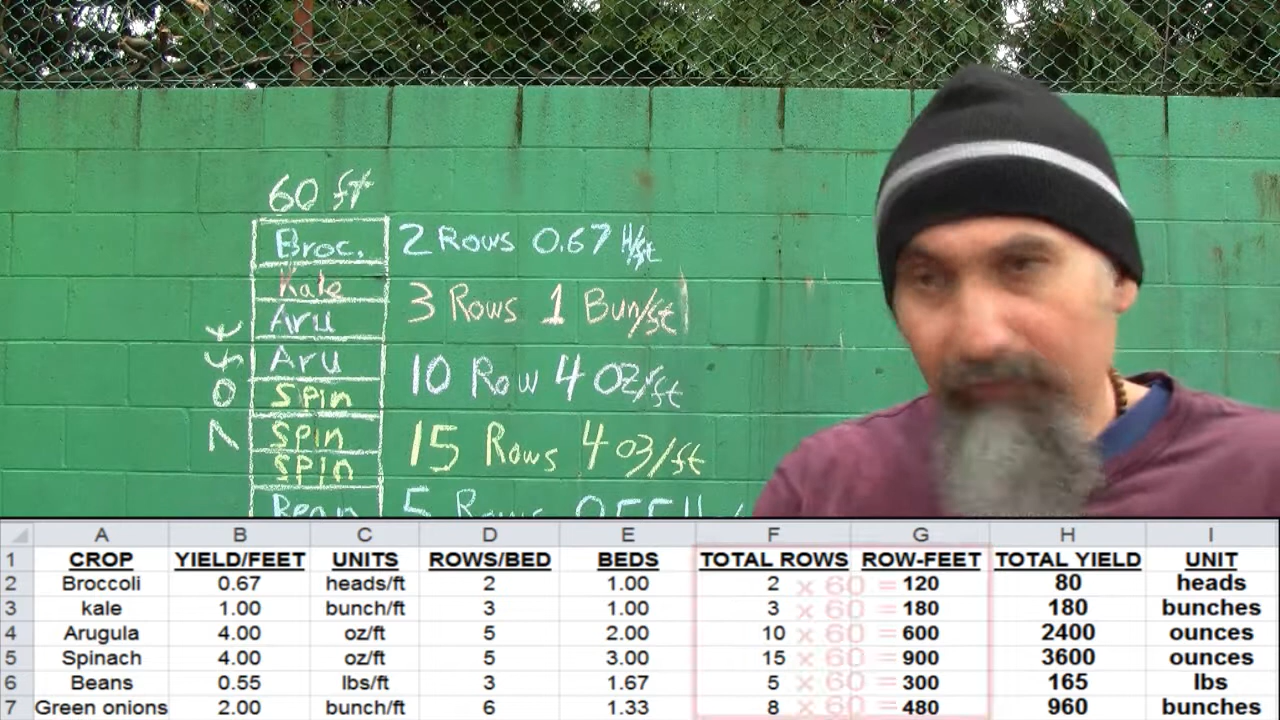 60 ft
Broc. 2 Rows 0.67 H/ft
Kale 3 Rows 1 Bun/ft
Aru
Aru 10 Row 4 oz/ft
Spin
Spin 15 Rows 4 oz/ft
Spin
Bean 5 Rows 0.55
A B C D E F G H I
1 CROP YIELD/FEET UNITS ROWS/BED BEDS TOTAL ROWS ROW-FEET TOTAL YIELD UNIT
2 Broccoli 0.67 heads/ft 2 1.00 2 x 60 = 120 80 heads
3 kale 1.00 bunch/ft 3 1.00 3 x 60 = 180 180 bunches
4 Arugula 4.00 oz/ft 5 2.00 10 x 60 = 600 2400 ounces
5 Spinach 4.00 oz/ft 5 3.00 15 x 60 = 900 3600 ounces
6 Beans 0.55 lbs/ft 3 1.67 5 x 60 = 300 165 lbs
7 Green onions 2.00 bunch/ft 6 1.33 8 x 60 = 480 960 bunches